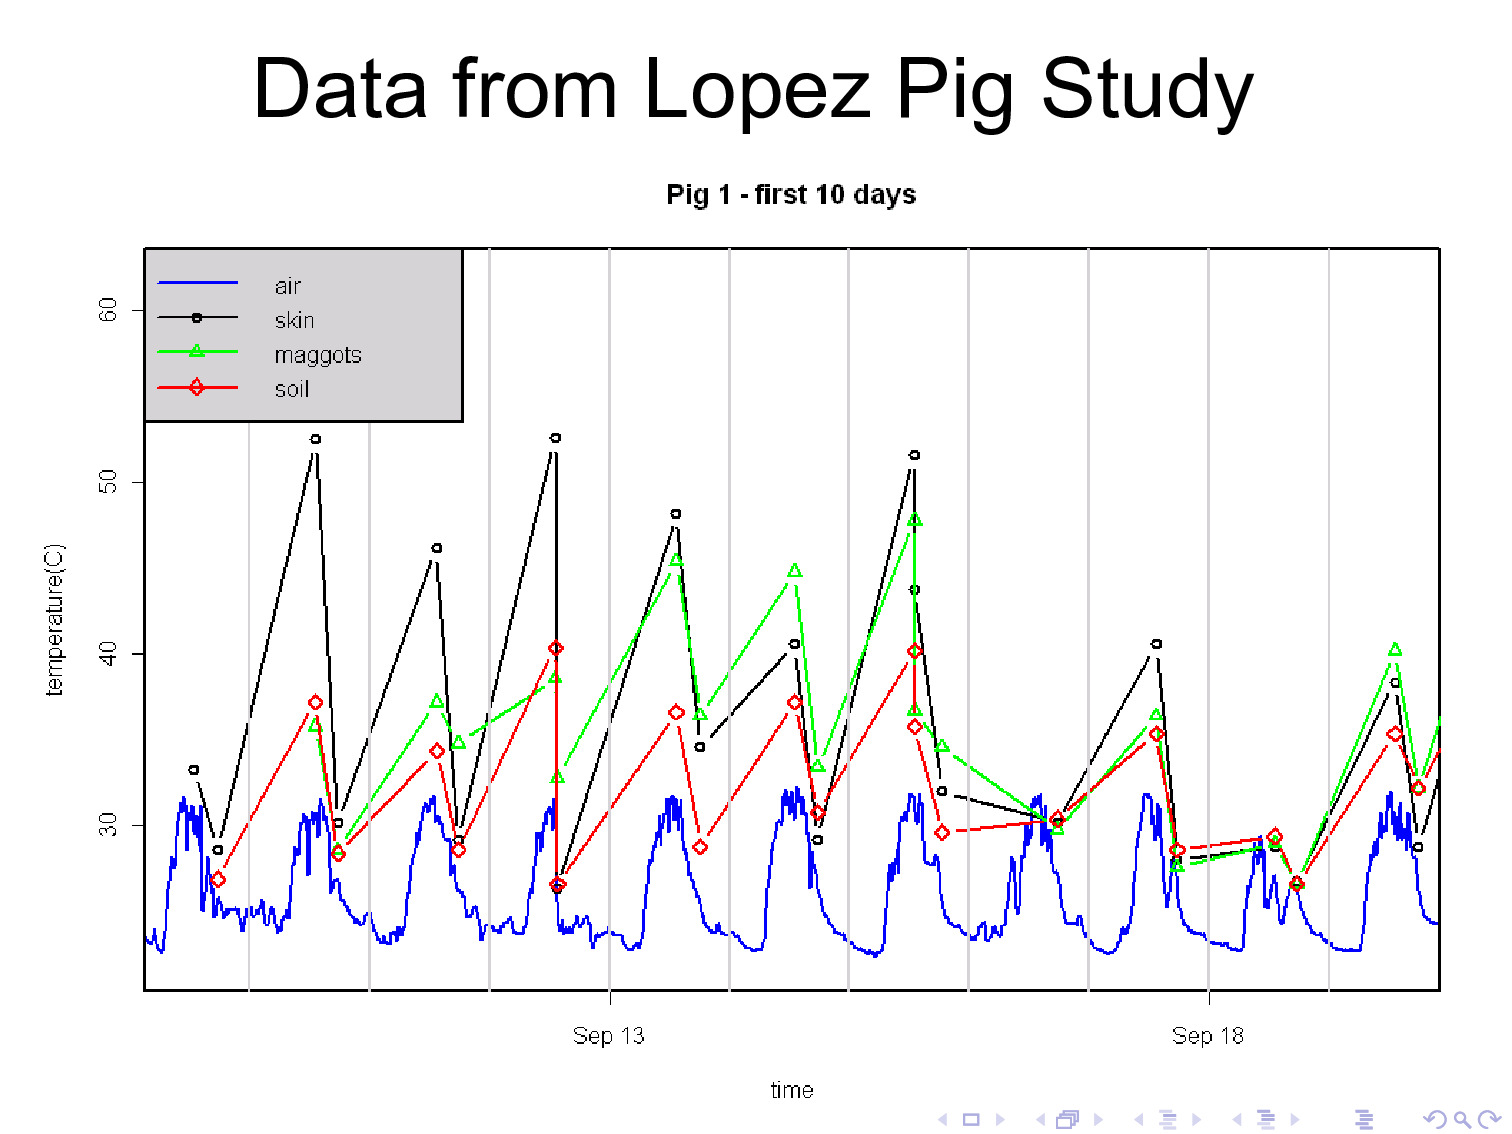 Data from Lopez Pig Study
Pig 1 - first 10 days
air
skin
maggots
soil
60
50
40
30
temperature(C)
Sep 13
Sep 18
time